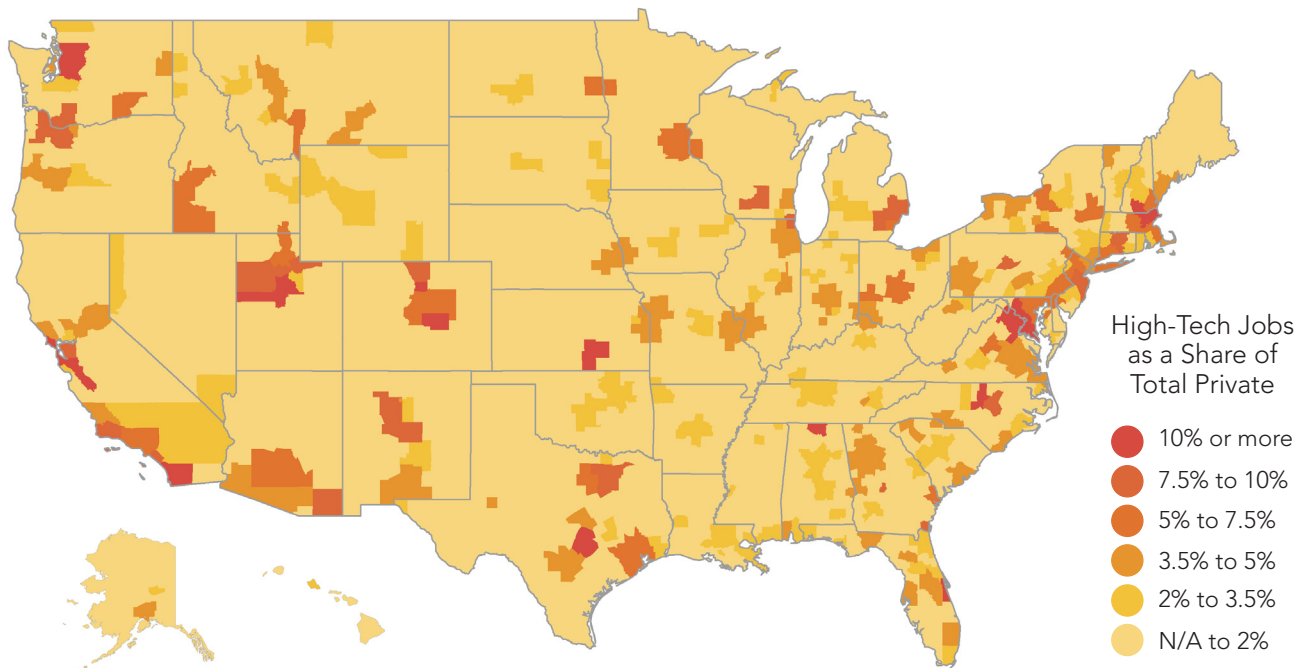 High-Tech Jobs
as a Share of
Total Private
10% or more
7.5% to 10%
5% to 7.5%
3.5% to 5%
2% to 3.5%
N/A to 2%